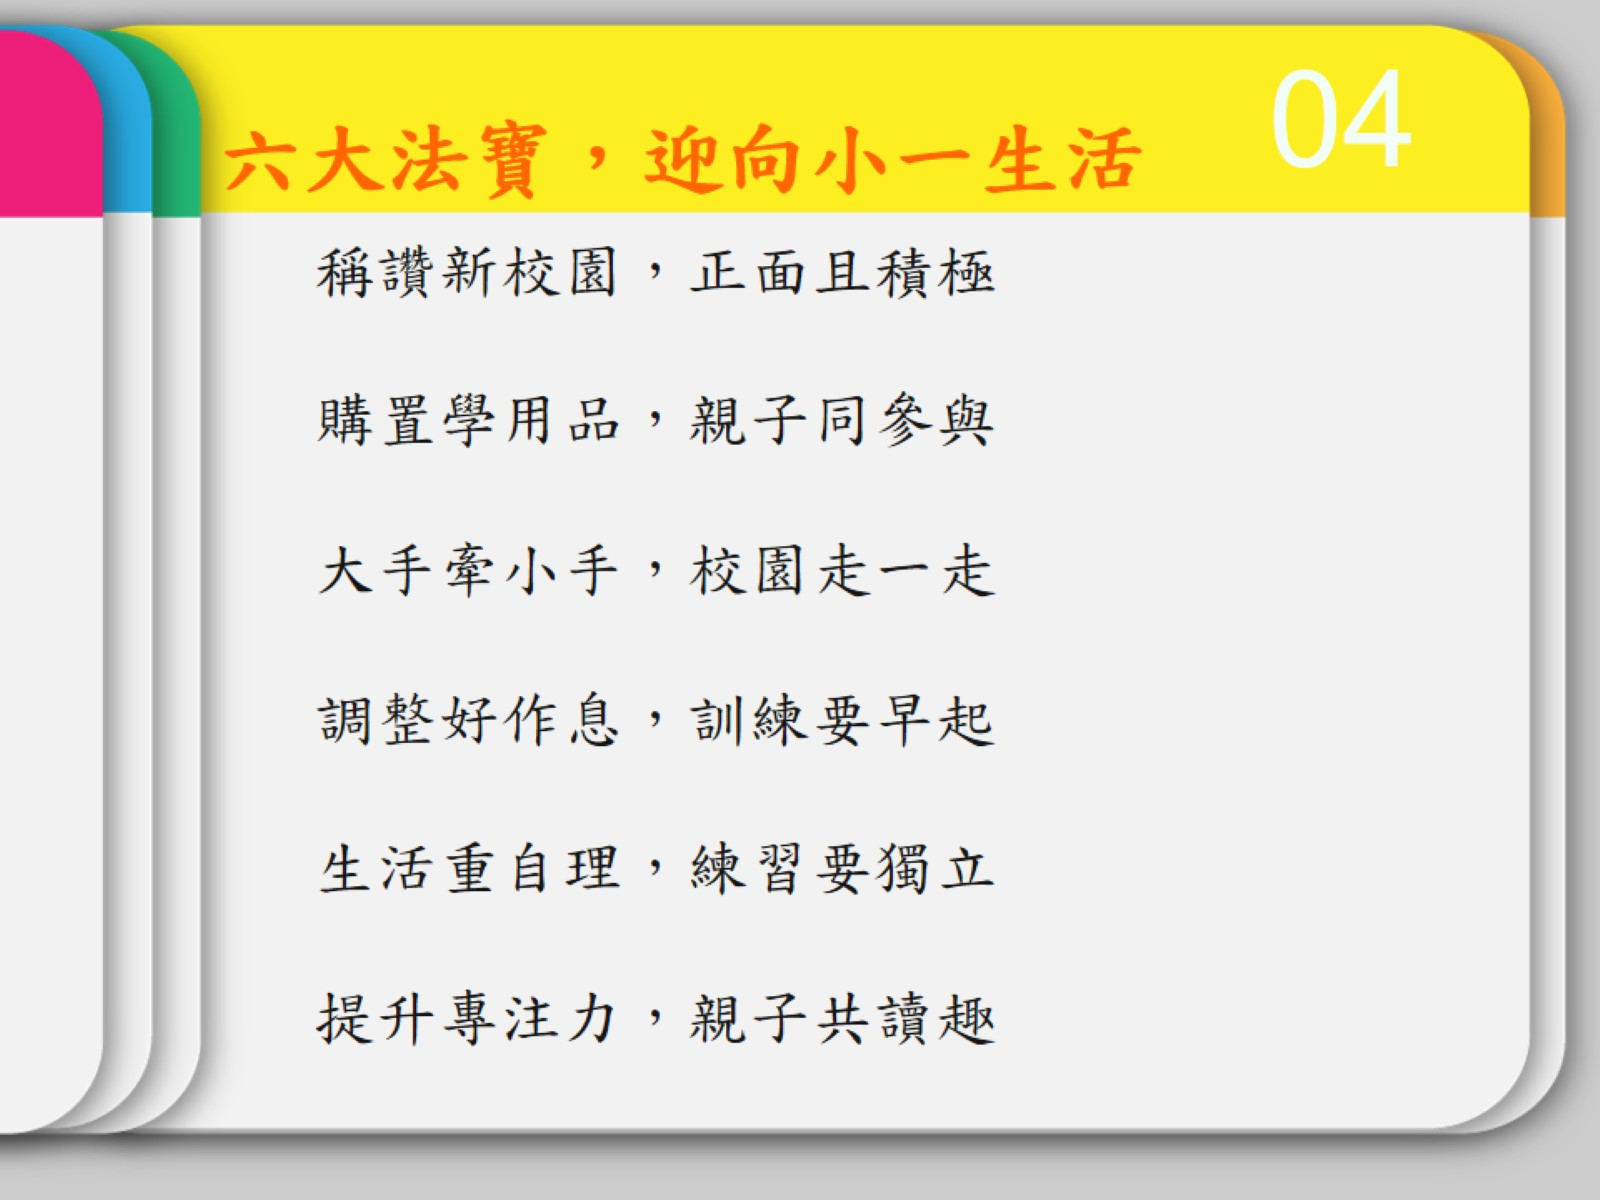 04
六大法寶，迎向小一生活
稱讚新校園，正面且積極
購置學用品，親子同參與
大手牽小手，校園走一走
調整好作息，訓練要早起
生活重自理，練習要獨立
提升專注力，親子共讀趣